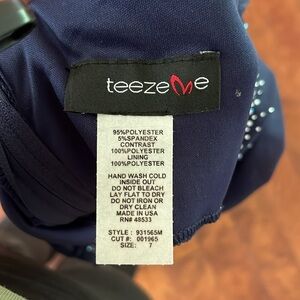 teeze me
95%POLYESTER
5%SPANDEX
CONTRAST
100%POLYESTER
LINING
100%POLYESTER
HAND WASH COLD
INSIDE OUT
DO NOT BLEACH
LAY FLAT TO DRY
DO NOT IRON OR
DRY CLEAN
MADE IN USA
RN# 48533
STYLE : 931565M
CUT #: 001965
SIZE: 7